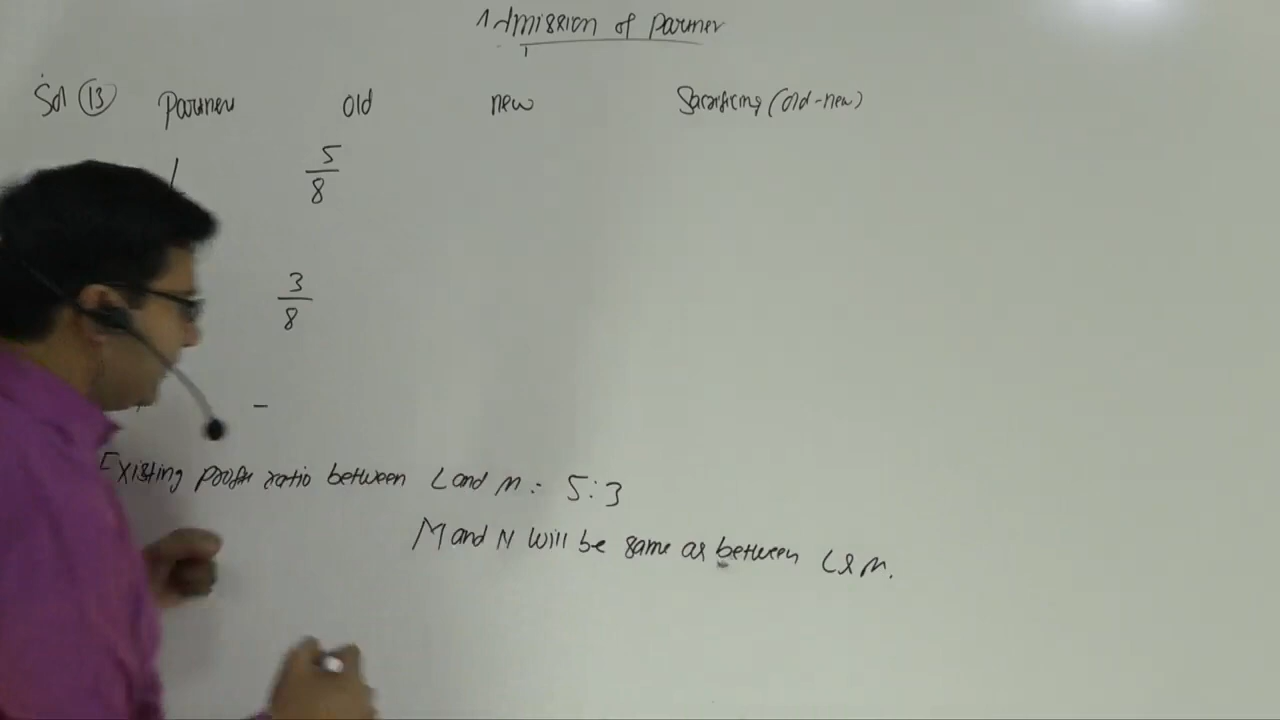 Admission of Partner
Sol 13 Partners Old new Sacrificing (old-new)
L 5/8
3/8
-
Existing profit ratio between L and M = 5:3
M and N will be same as between L & M.